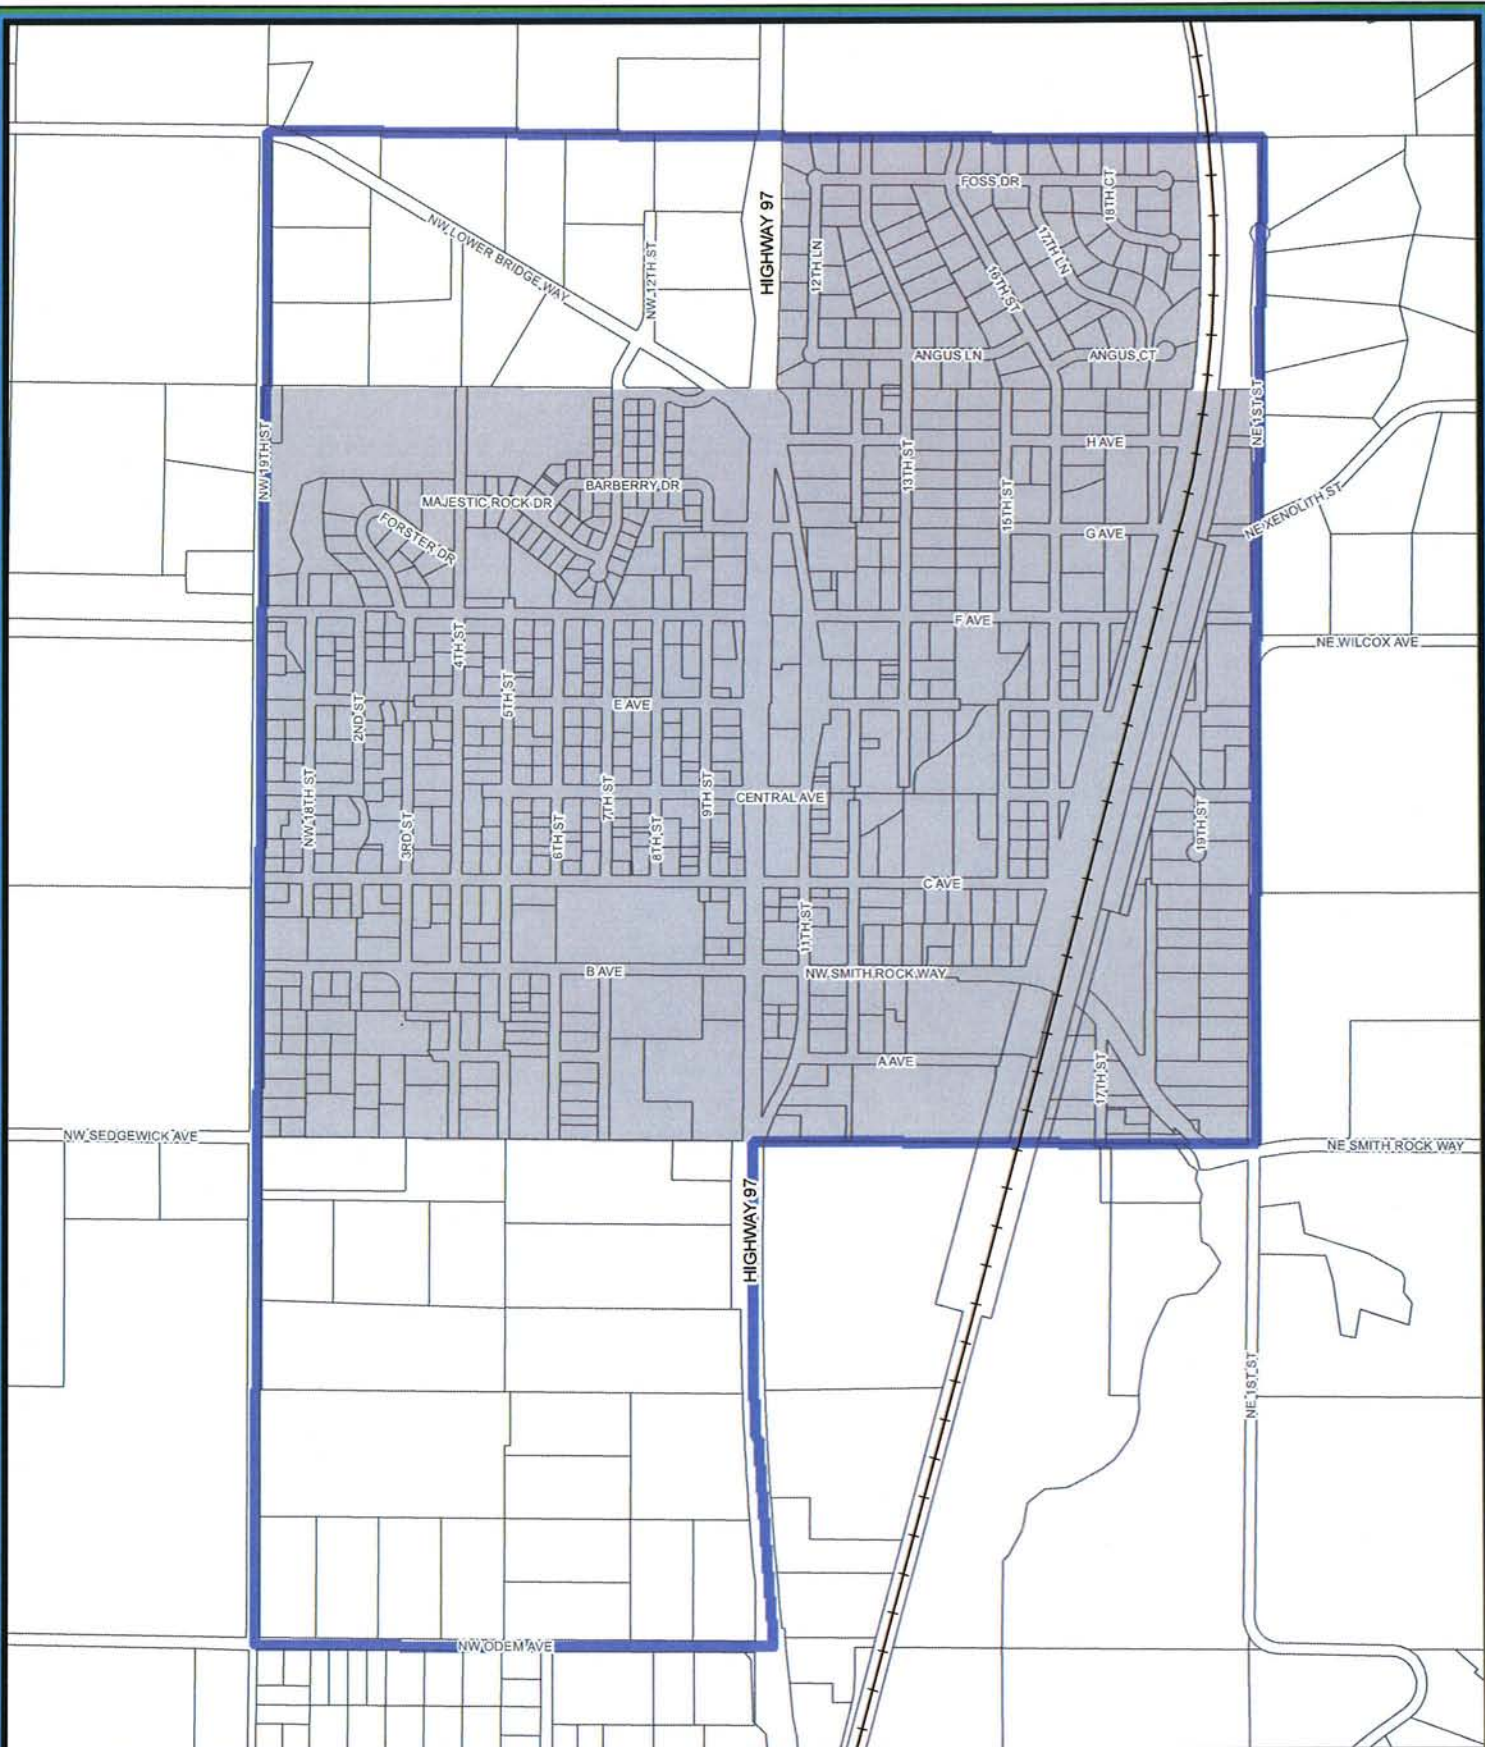 FOSS DR
18TH CT
NW LOWER BRIDGE WAY
NW 12TH ST
HIGHWAY 97
12TH LN
17TH LN
16TH ST
ANGUS LN
ANGUS CT
NE 1ST ST
NW 19TH ST
H AVE
13TH ST
BARBERRY DR
MAJESTIC ROCK DR
15TH ST
NE XENOLITH ST
FORSTER DR
G AVE
F AVE
4TH ST
NE WILCOX AVE
5TH ST
2ND ST
E AVE
NW 18TH ST
7TH ST
9TH ST
CENTRAL AVE
3RD ST
6TH ST
8TH ST
19TH ST
C AVE
11TH ST
B AVE
NW SMITH ROCK WAY
A AVE
17TH ST
NW SEDGEWICK AVE
NE SMITH ROCK WAY
HIGHWAY 97
NE 1ST ST
NW ODEM AVE